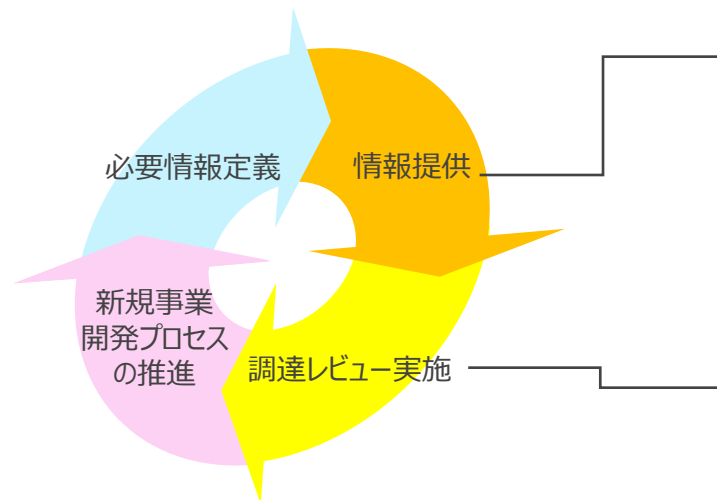 必要情報定義
情報提供
新規事業
開発プロセス
の推進
調達レビュー実施